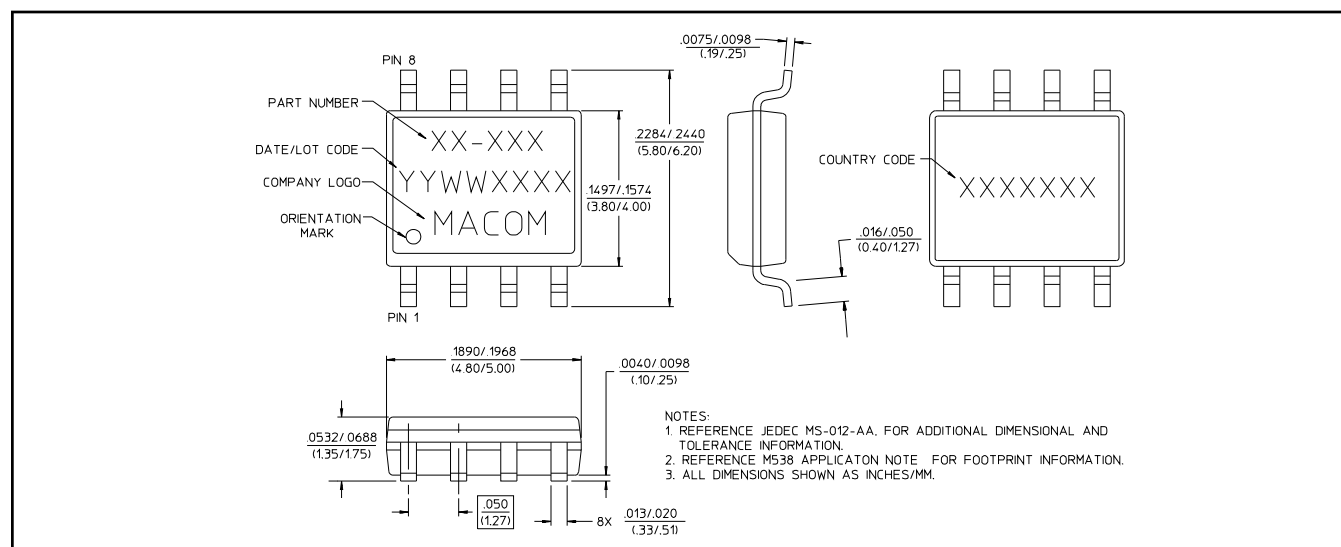 .0075/.0098
(.19/.25)
PIN 8
PART NUMBER
XX-XXX
DATE/LOT CODE
YYWWXXXX
COMPANY LOGO
MACOM
ORIENTATION
MARK
PIN 1
.1497/.1574
(3.80/4.00)
.2284/.2440
(5.80/6.20)
COUNTRY CODE
XXXXXXX
.016/.050
(0.40/1.27)
.1890/.1968
(4.80/5.00)
.0040/.0098
(.10/.25)
.0532/.0688
(1.35/1.75)
.050
(1.27)
8X .013/.020
(.33/.51)
NOTES:
1. REFERENCE JEDEC MS-012-AA, FOR ADDITIONAL DIMENSIONAL AND
TOLERANCE INFORMATION.
2. REFERENCE M538 APPLICATON NOTE FOR FOOTPRINT INFORMATION.
3. ALL DIMENSIONS SHOWN AS INCHES/MM.